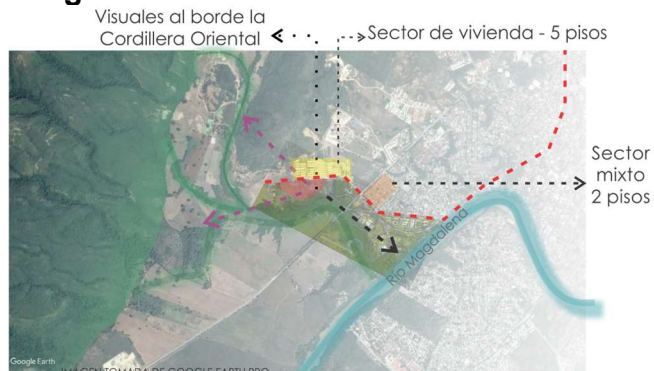 Visuales al borde la
Cordillera Oriental
Sector de vivienda - 5 pisos
Sector
mixto
2 pisos
Río Magdalena
Google Earth
IMAGEN TOMADA DE GOOGLE EARTH PRO